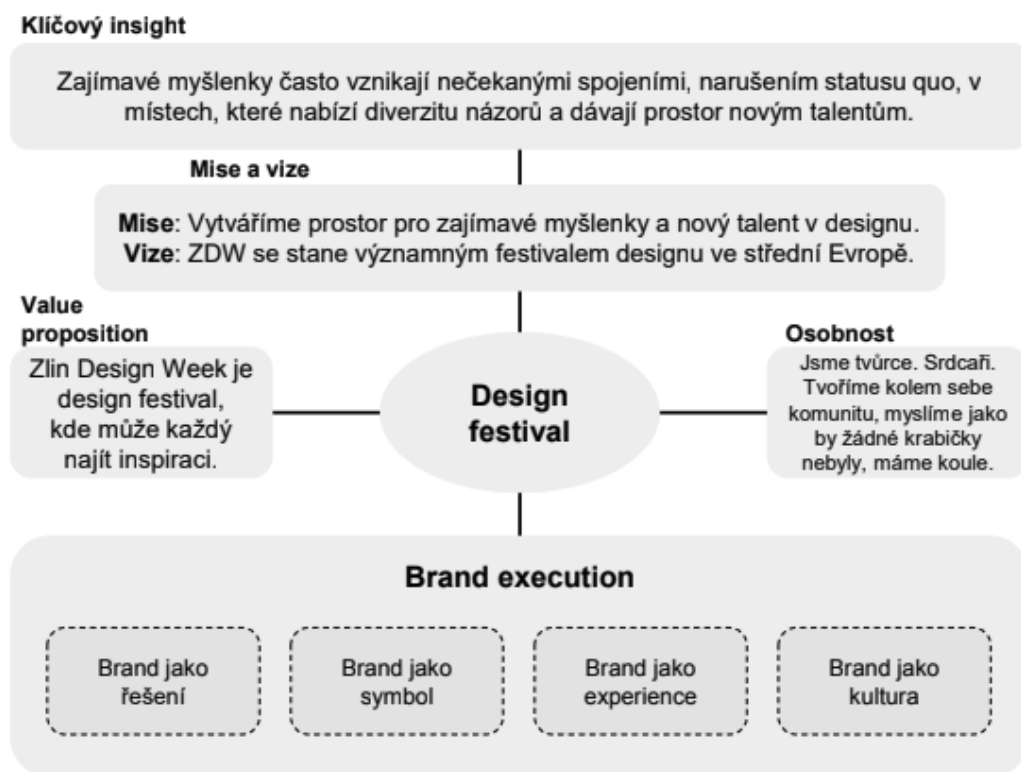 Klíčový insight
Zajímavé myšlenky často vznikají nečekanými spojeními, narušením statusu quo, v
místech, které nabízí diverzitu názorů a dávají prostor novým talentům.
Mise a vize
Mise: Vytváříme prostor pro zajímavé myšlenky a nový talent v designu.
Vize: ZDW se stane významným festivalem designu ve střední Evropě.
Value
proposition
Zlin Design Week je
design festival,
kde může každý
najít inspiraci.
Design
festival
Osobnost
Jsme tvůrce. Srdcaři.
Tvoříme kolem sebe
komunitu, myslíme jako
by žádné krabičky
nebyly, máme koule.
Brand execution
Brand jako
řešení
Brand jako
symbol
Brand jako
experience
Brand jako
kultura